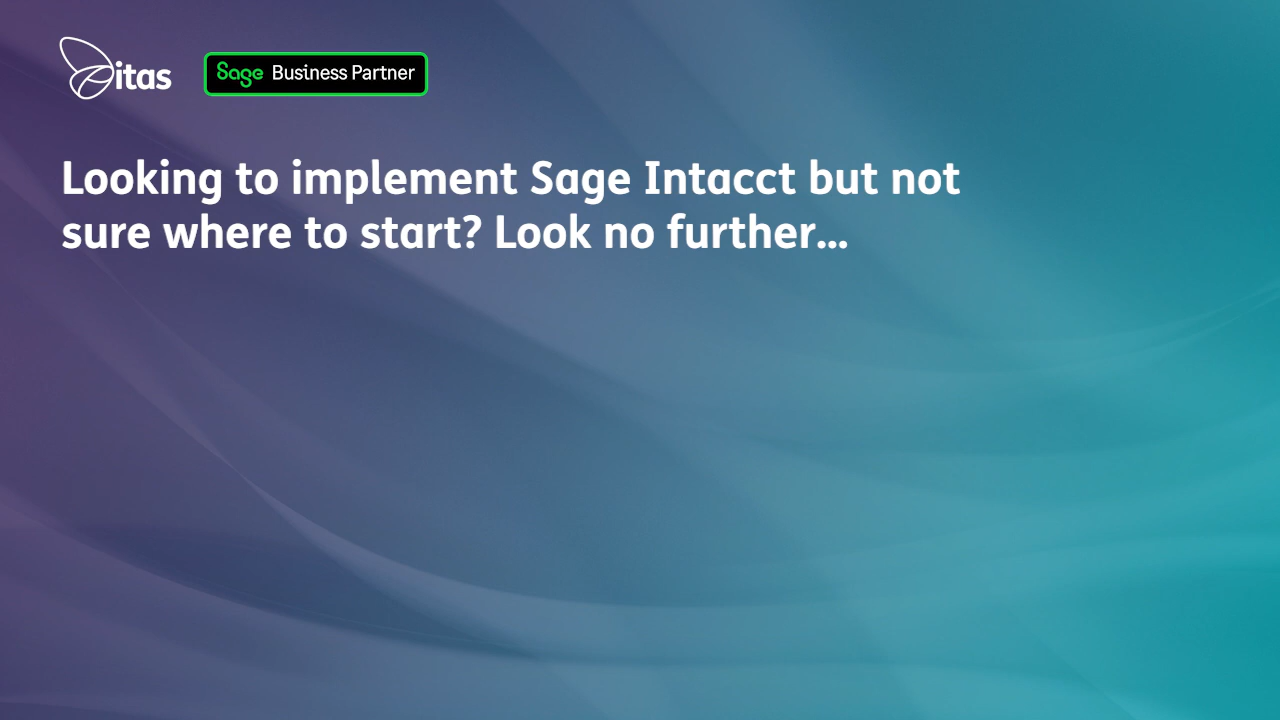 itas
Sage Business Partner
Looking to implement Sage Intacct but not
sure where to start? Look no further...